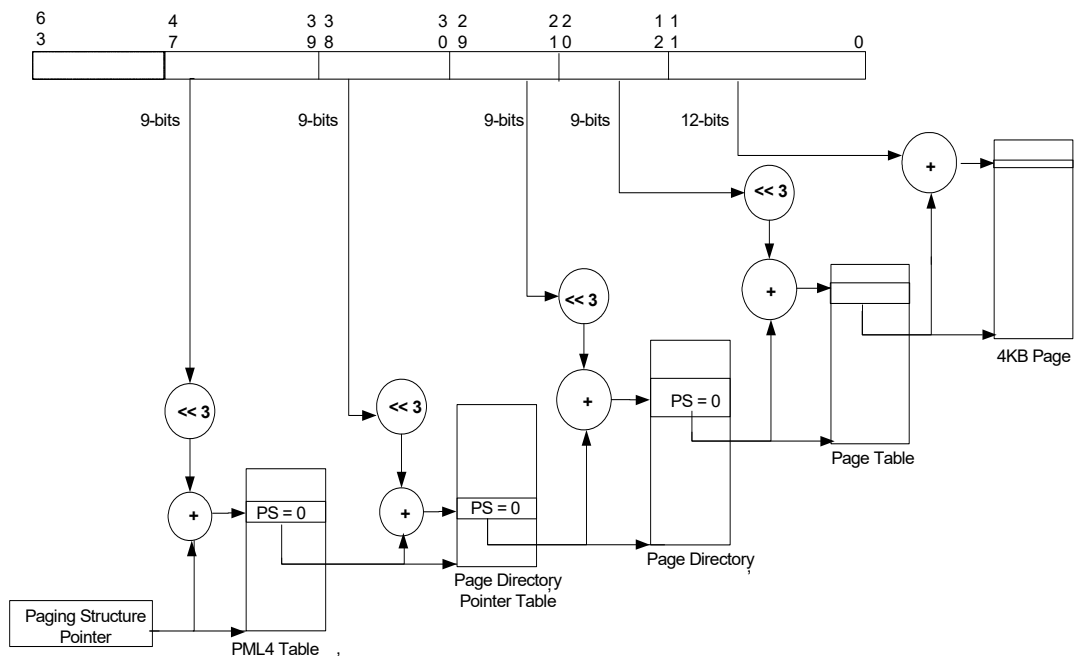 6 4 3 3 3 2 2 2 1 1
3 7 9 8 0 9 1 0 2 1 0
9-bits 9-bits 9-bits 9-bits 12-bits
+
<< 3
<< 3
+
4KB Page
<< 3
<< 3
+
PS = 0
Page Table
+
PS = 0
+
PS = 0
Page Directory,
Page Directory,
Pointer Table
Paging Structure
Pointer
PML4 Table ,